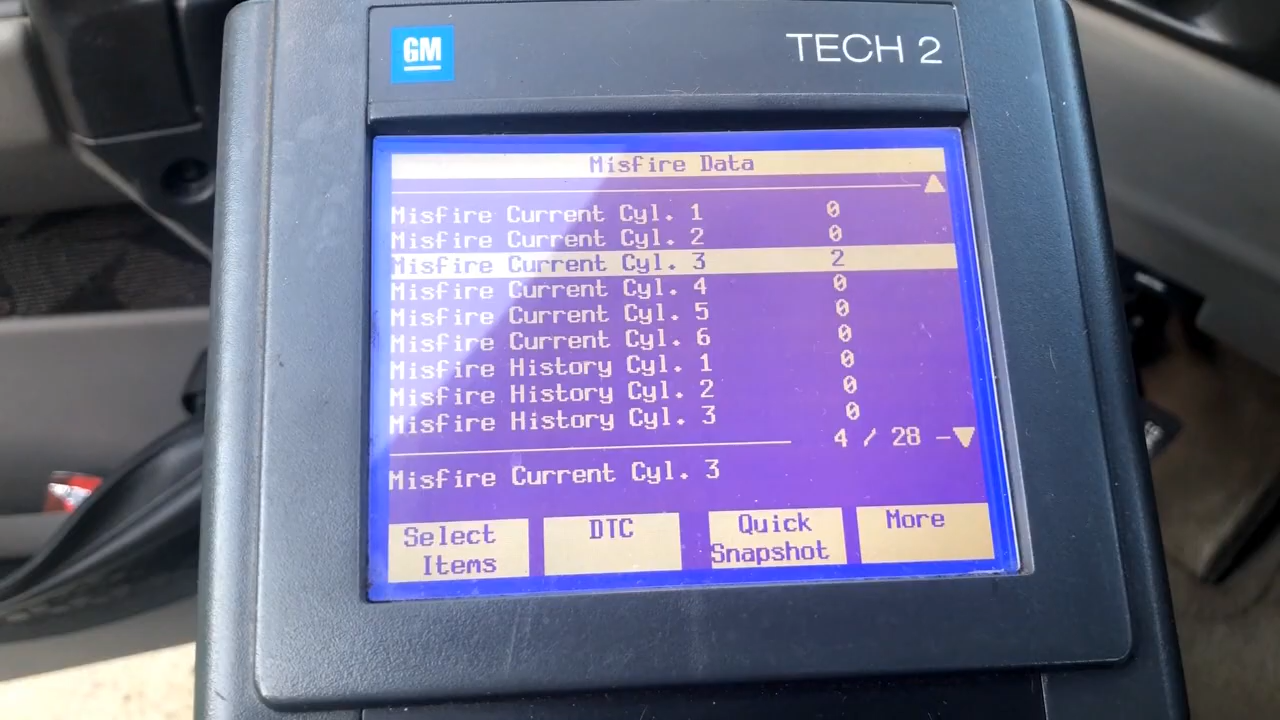 GM
TECH 2
Misfire Data
Misfire Current Cyl. 1 0
Misfire Current Cyl. 2 0
Misfire Current Cyl. 3 2
Misfire Current Cyl. 4 0
Misfire Current Cyl. 5 0
Misfire Current Cyl. 6 0
Misfire History Cyl. 1 0
Misfire History Cyl. 2 0
Misfire History Cyl. 3 0
4 / 28
Misfire Current Cyl. 3
Select Items
DTC
Quick Snapshot
More